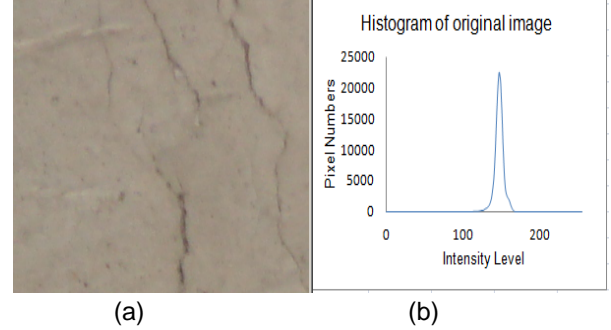 Histogram of original image
25000
20000
15000
10000
5000
0
Pixel Numbers
0 100 200
Intensity Level
(a) (b)